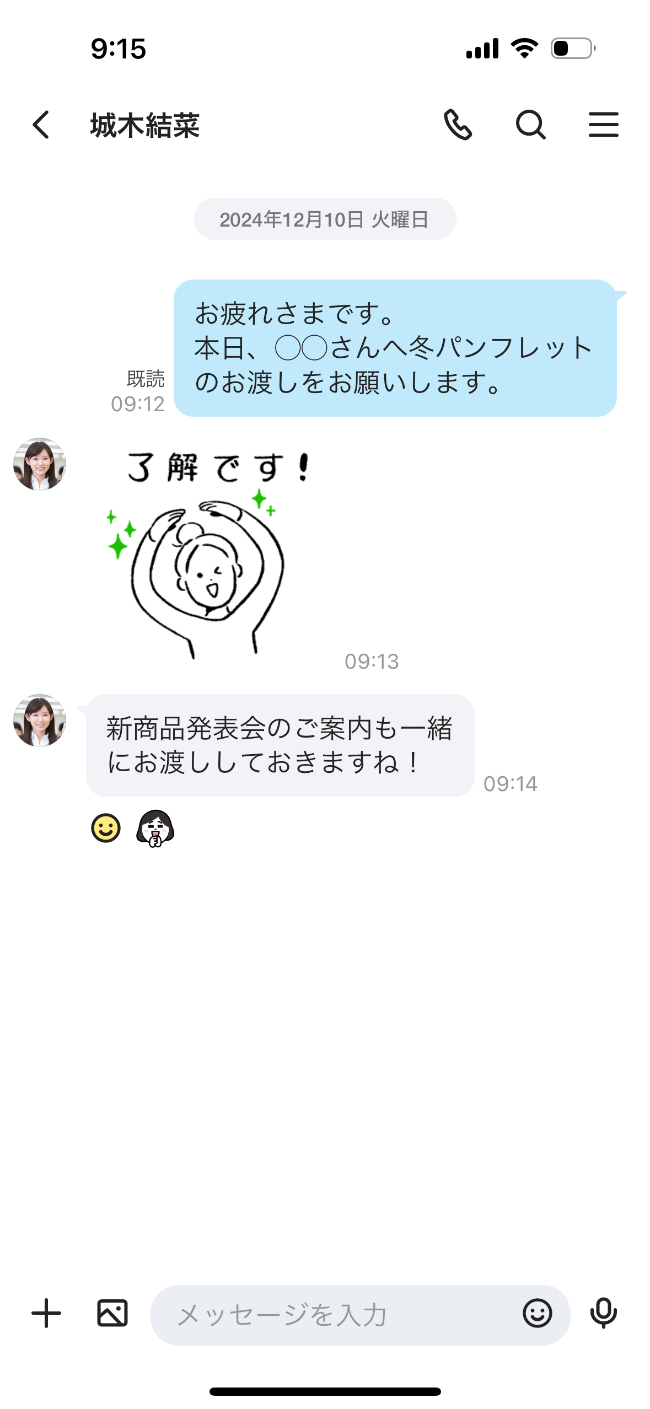 9:15
城木結菜
2024年12月10日 火曜日
お疲れさまです。
本日、◯◯さんへ冬パンフレット
のお渡しをお願いします。
既読
09:12
了解です!
09:13
新商品発表会のご案内も一緒
にお渡ししておきますね！
09:14
メッセージを入力